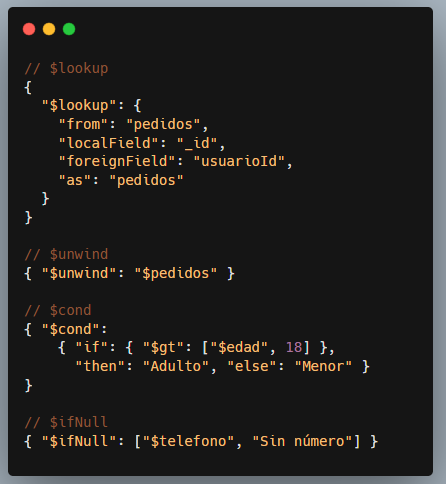 // $lookup
{
  "$lookup": {
    "from": "pedidos",
    "localField": "_id",
    "foreignField": "usuarioId",
    "as": "pedidos"
  }
}
// $unwind
{ "$unwind": "$pedidos" }
// $cond
{ "$cond":
    { "if": { "$gt": ["$edad", 18] },
      "then": "Adulto", "else": "Menor" }
}
// $ifNull
{ "$ifNull": ["$telefono", "Sin número"] }